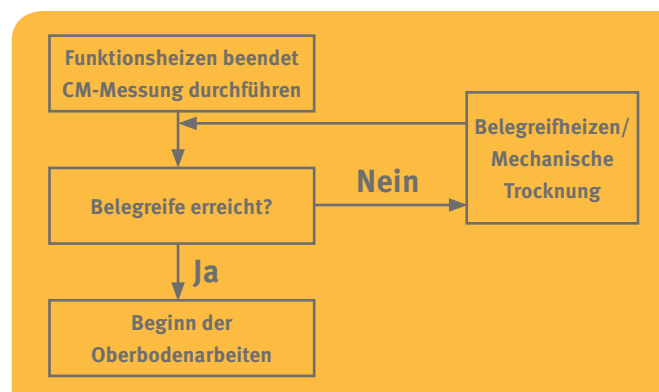 Funktionsheizen beendet
CM-Messung durchführen
Belegreifheizen/
Mechanische
Trocknung
Nein
Belegreife erreicht?
Ja
Beginn der
Oberbodenarbeiten